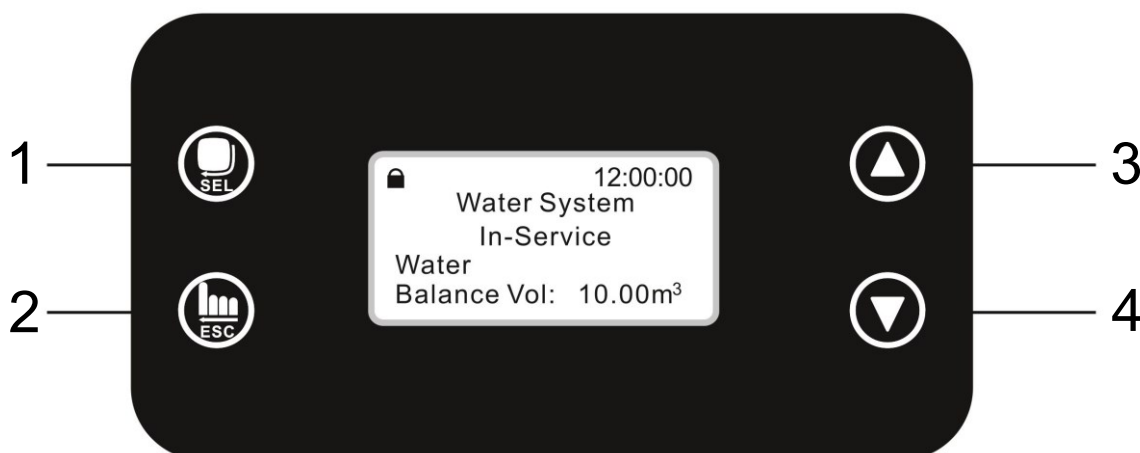 1
SEL
2
ESC
12:00:00
Water System
In-Service
Water
Balance Vol: 10.00m³
3
4